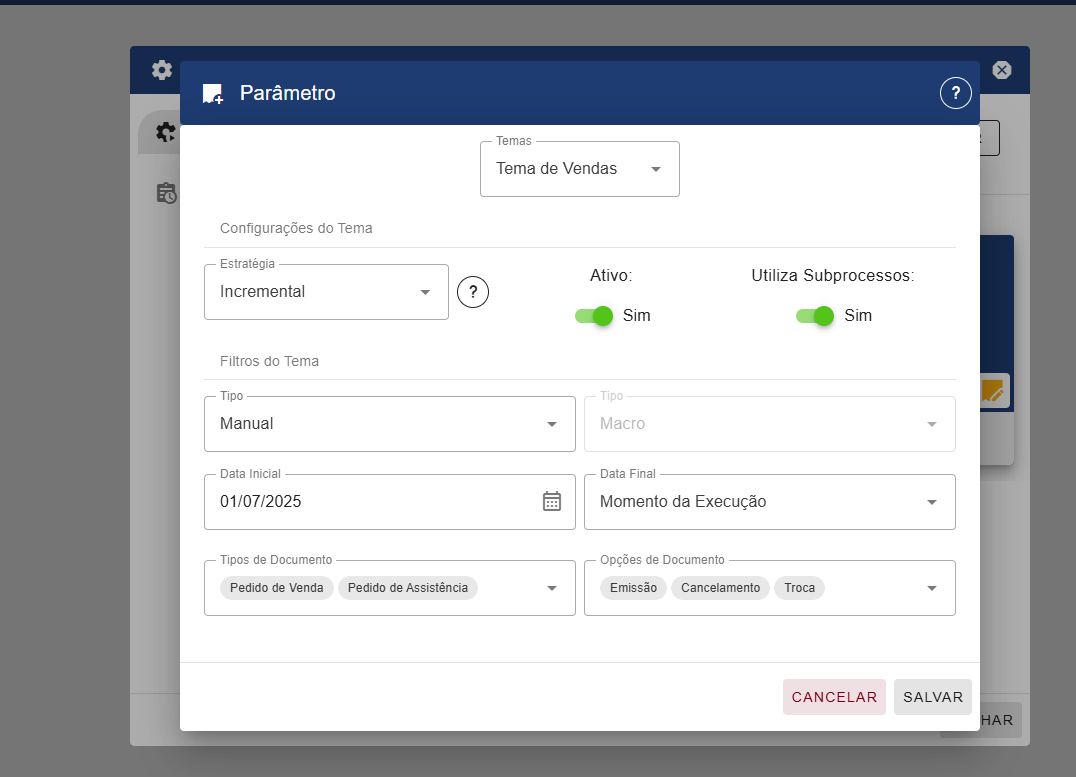 Parâmetro
?
Temas
Tema de Vendas
Configurações do Tema
Estratégia
Incremental
?
Ativo:
Sim
Utiliza Subprocessos:
Sim
Filtros do Tema
Tipo
Manual
Tipo
Macro
Data Inicial
01/07/2025
Data Final
Momento da Execução
Tipos de Documento
Pedido de Venda Pedido de Assistência
Opções de Documento
Emissão Cancelamento Troca
CANCELAR SALVAR
HAR